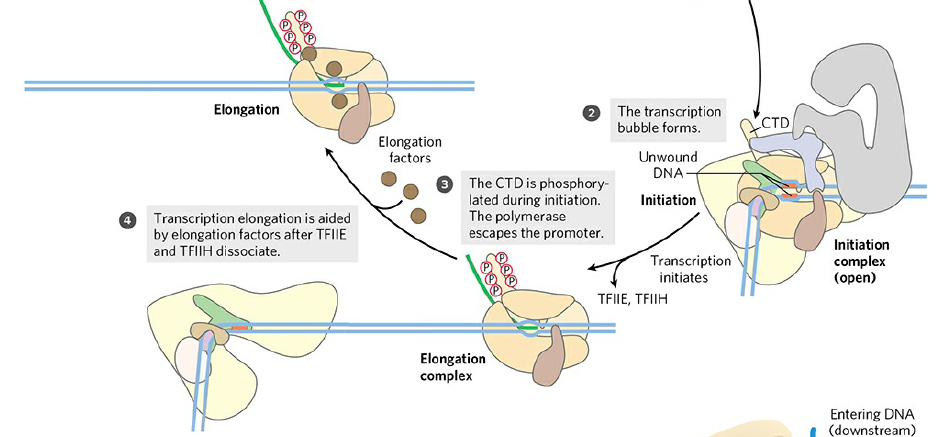 P P P P P P
Elongation
Elongation
factors
2 The transcription
bubble forms.
CTD
Unwound
DNA
Initiation
3 The CTD is phosphory-
lated during initiation.
The polymerase
escapes the promoter.
4 Transcription elongation is aided
by elongation factors after TFIIE
and TFIIH dissociate.
Initiation
complex
(open)
Transcription
initiates
TFIIE, TFIIH
P P P P P P
Elongation
complex
Entering DNA
(downstream)